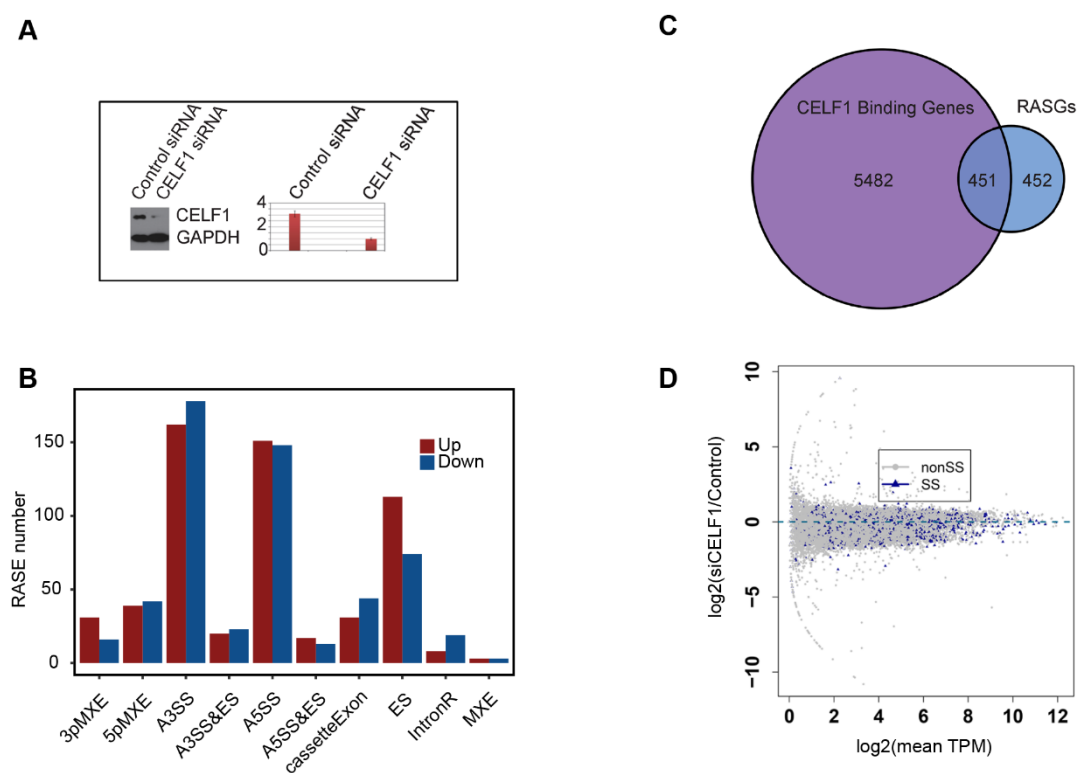 A
Control siRNA
CELF1 siRNA
CELF1
GAPDH
Control siRNA
CELF1 siRNA
4
2
0
B
RASE number
150
100
50
0
Up
Down
3pMXE
5pMXE
A3SS
A3SS&ES
A5SS
A5SS&ES
cassetteExon
ES
IntronR
MXE
C
CELF1 Binding Genes
RASGs
5482
451
452
D
log2(siCELF1/Control)
10
5
0
−5
−10
nonSS
SS
0 2 4 6 8 10 12
log2(mean TPM)